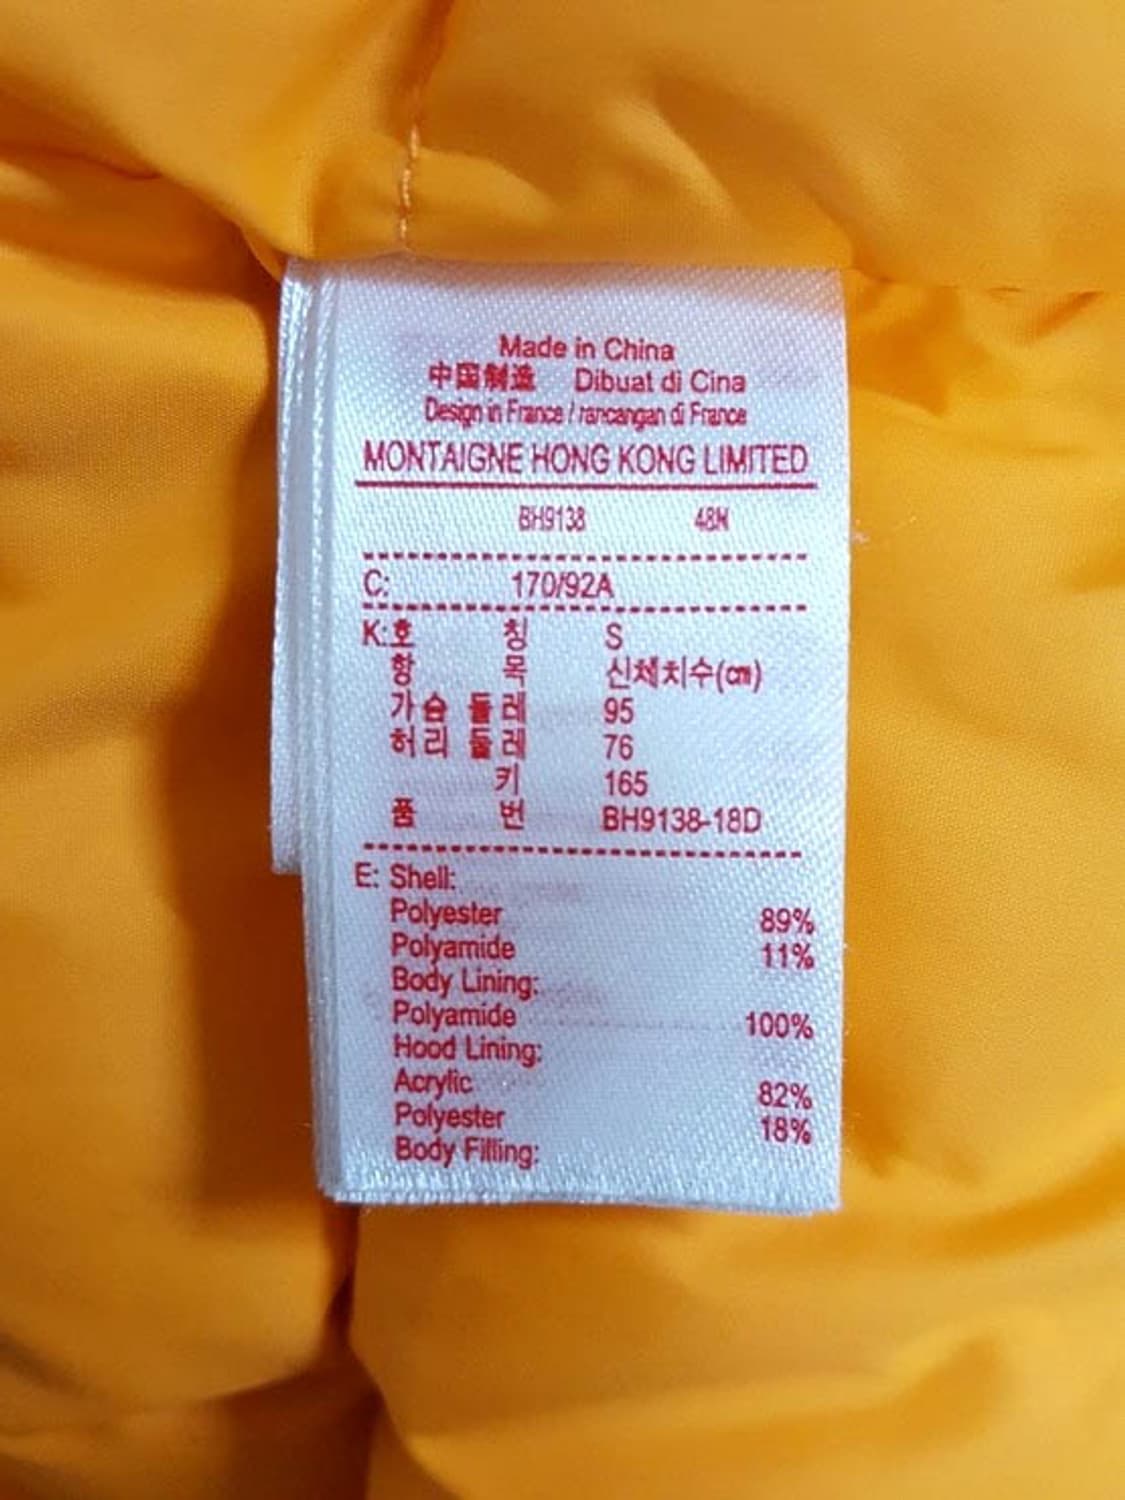 Made in China
中国制造 Dibuat di Cina
Design in France / rancangan di France
MONTAIGNE HONG KONG LIMITED
BH9138 48M
C: 170/92A
K: 호 칭 S
항 목 신체치수(cm)
가슴 둘레 95
허리 둘레 76
키 165
품 번 BH9138-18D
E: Shell:
Polyester 89%
Polyamide 11%
Body Lining:
Polyamide 100%
Hood Lining:
Acrylic 82%
Polyester 18%
Body Filling: